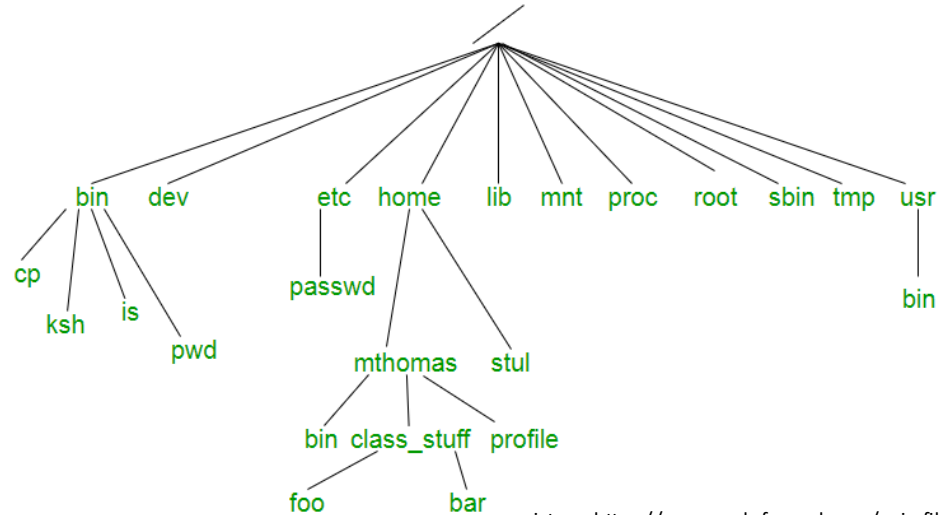 /
bin dev etc home lib mnt proc root sbin tmp usr
cp
passwd
bin
is
ksh
pwd
mthomas stul
bin class_stuff profile
foo bar